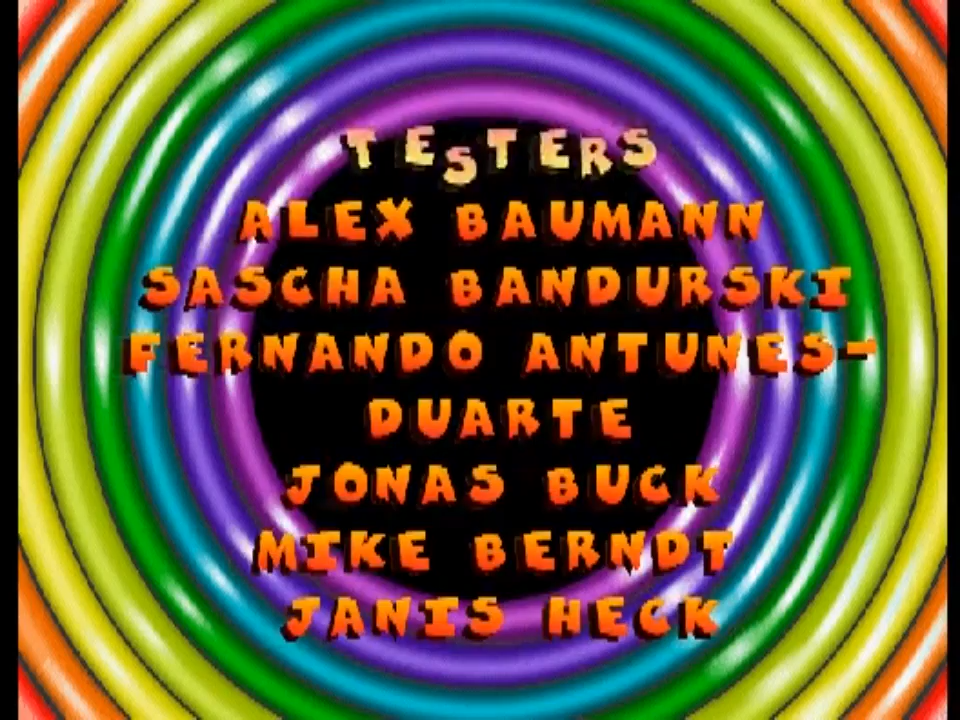 TESTERS
ALEX BAUMANN
SASCHA BANDURSKI
FERNANDO ANTUNES-
DUARTE
JONAS BUCK
MIKE BERNDT
JANIS HECK